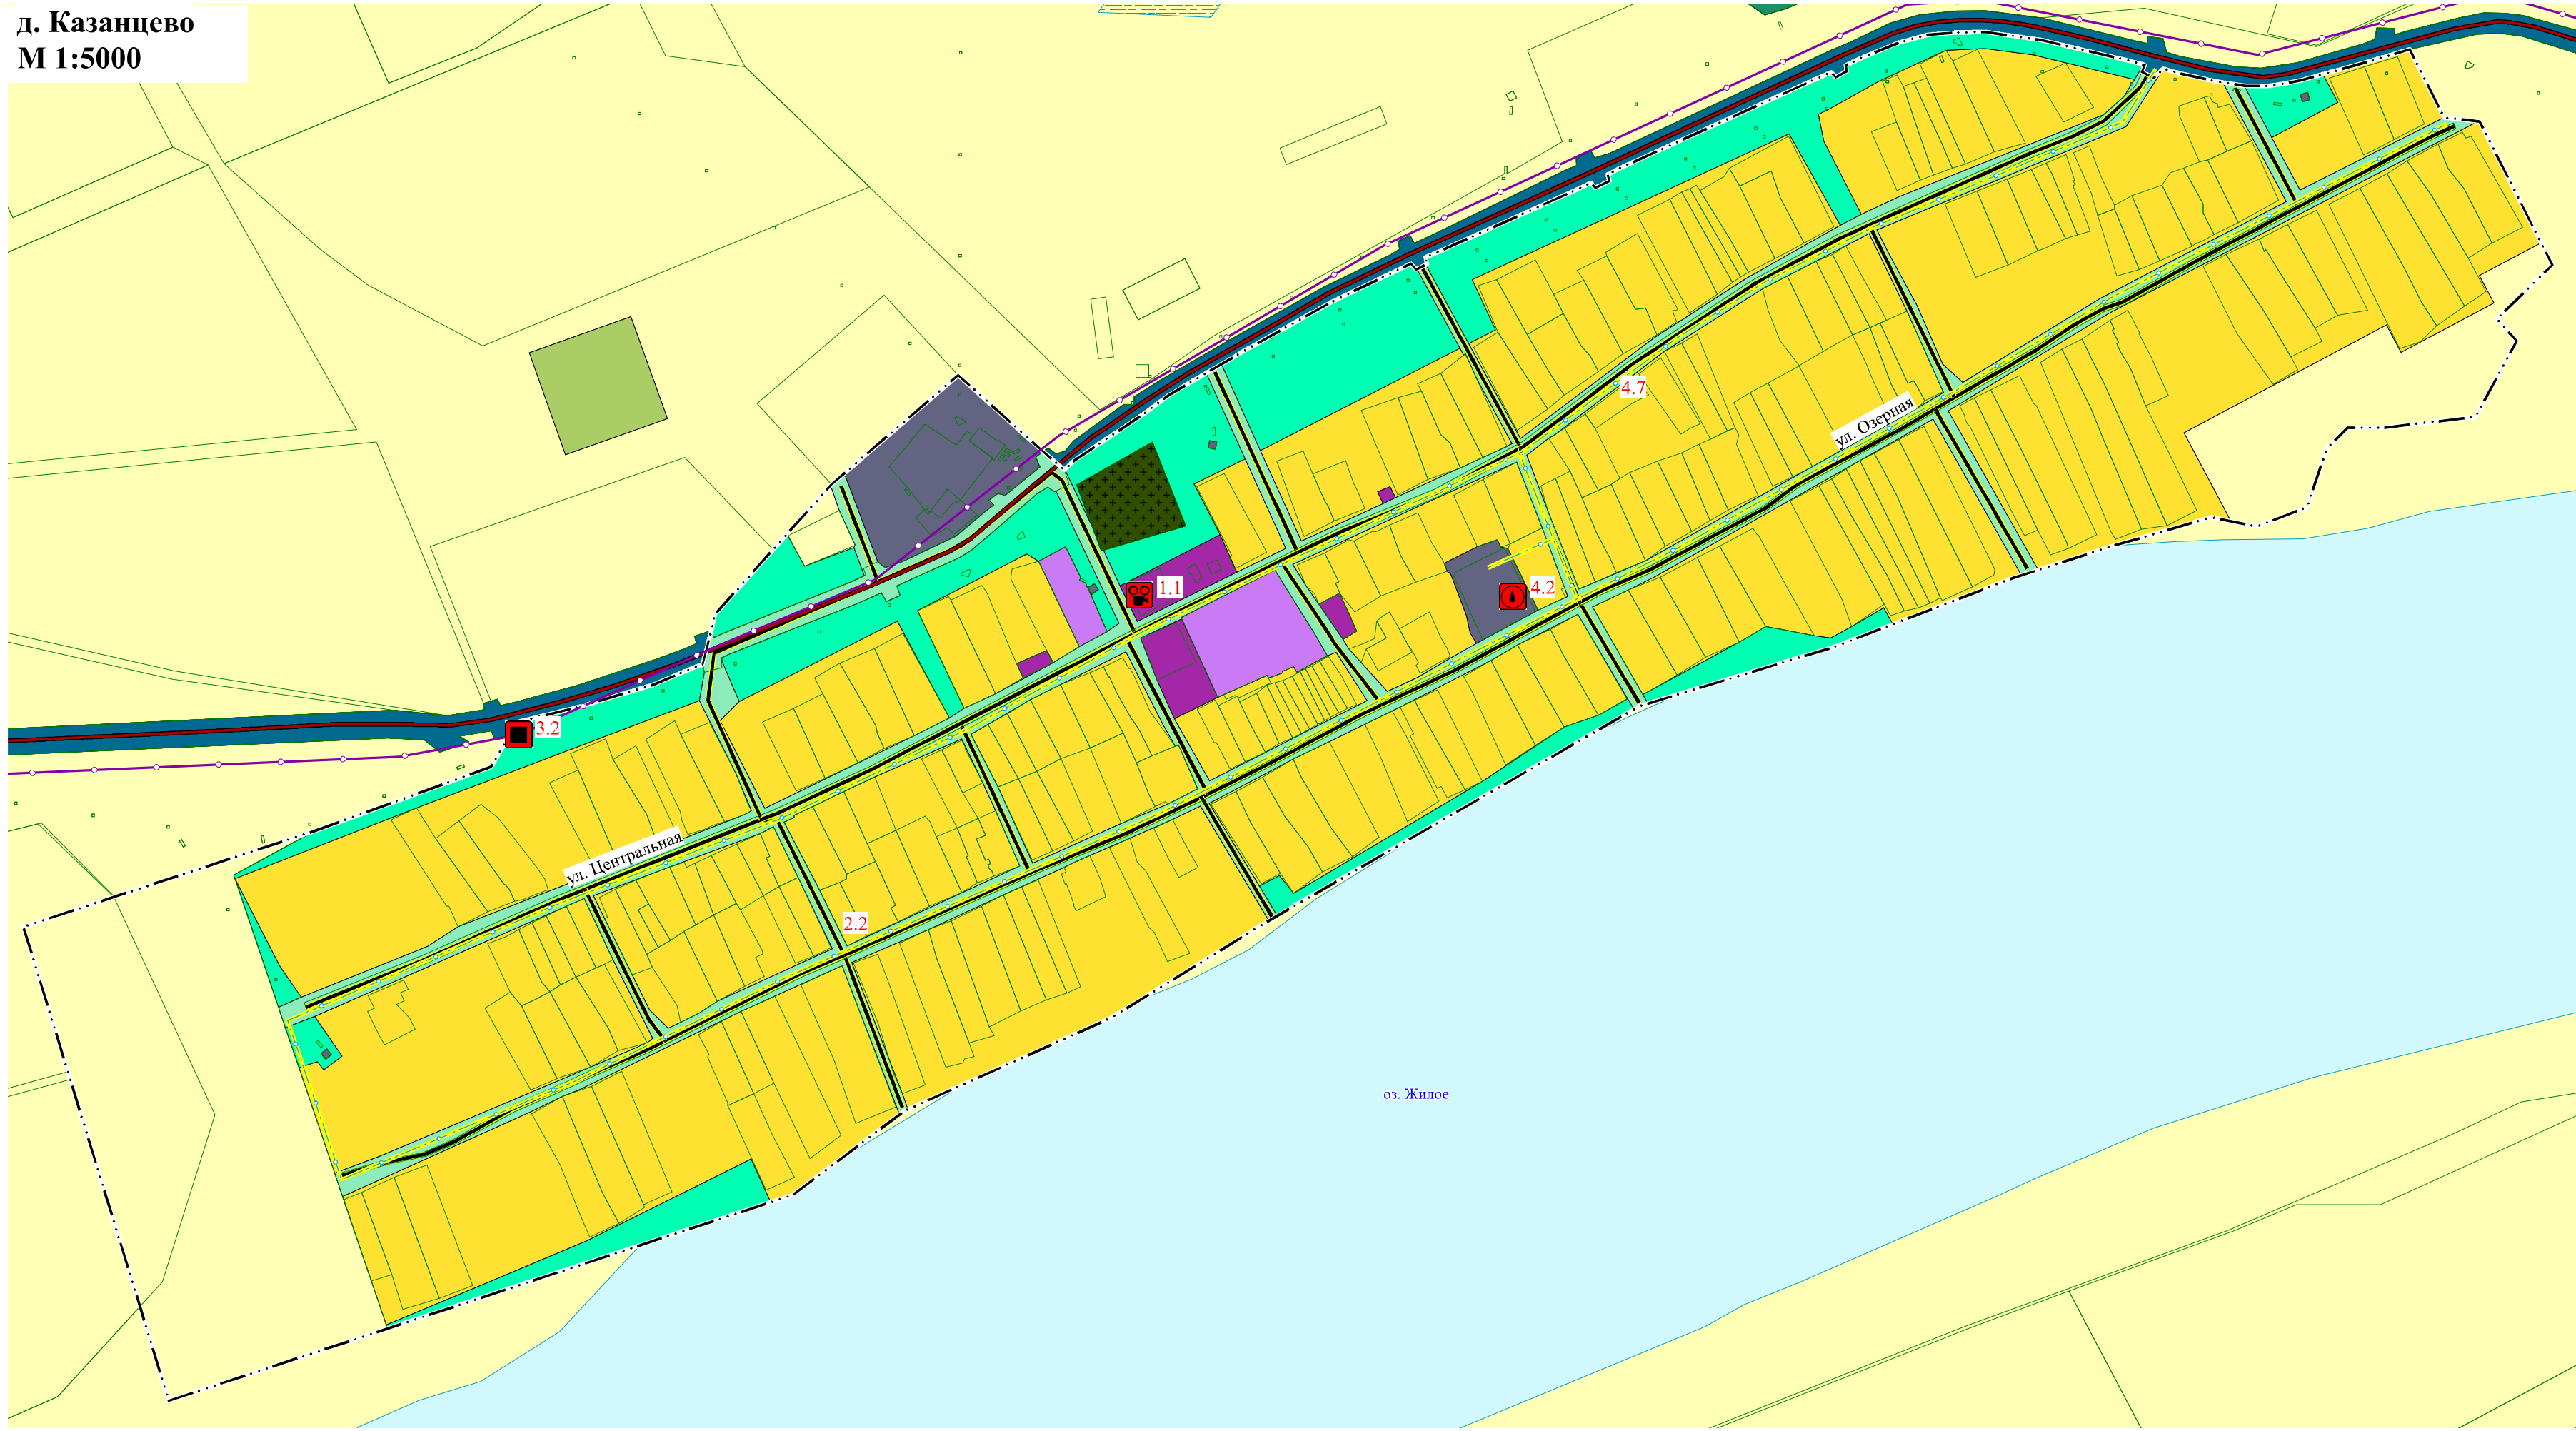 д. Казанцево
М 1:5000
4.7
ул. Озерная
1.1
4.2
3.2
ул. Центральная
2.2
оз. Жилое